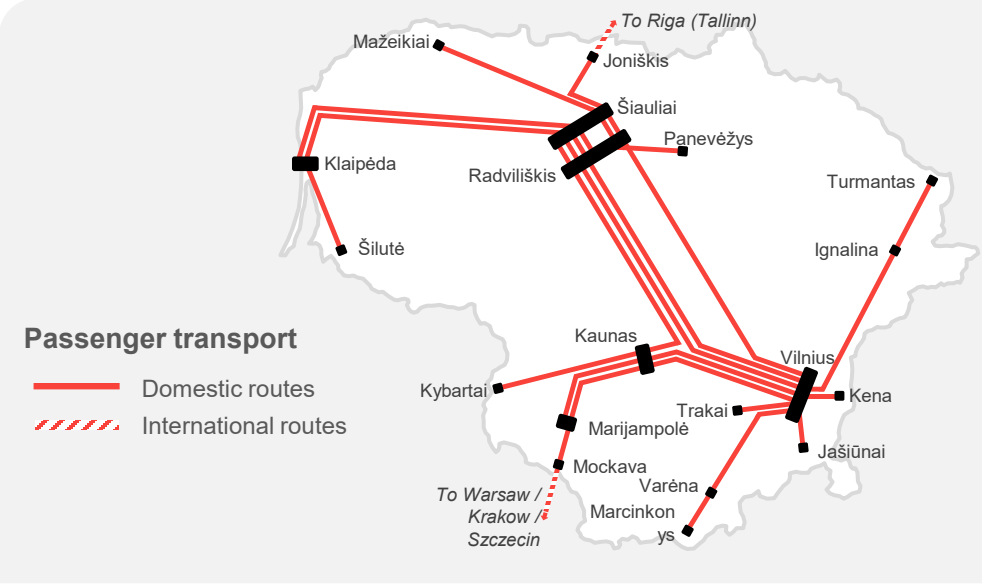 To Riga (Tallinn)
Mažeikiai
Joniškis
Šiauliai
Panevėžys
Klaipėda
Radviliškis
Turmantas
Šilutė
Ignalina
Passenger transport
Kaunas
Vilnius
Domestic routes
Kybartai
Kena
Trakai
International routes
Marijampolė
Jašiūnai
Mockava
Varėna
To Warsaw /
Krakow /
Szczecin
Marcinkon
ys